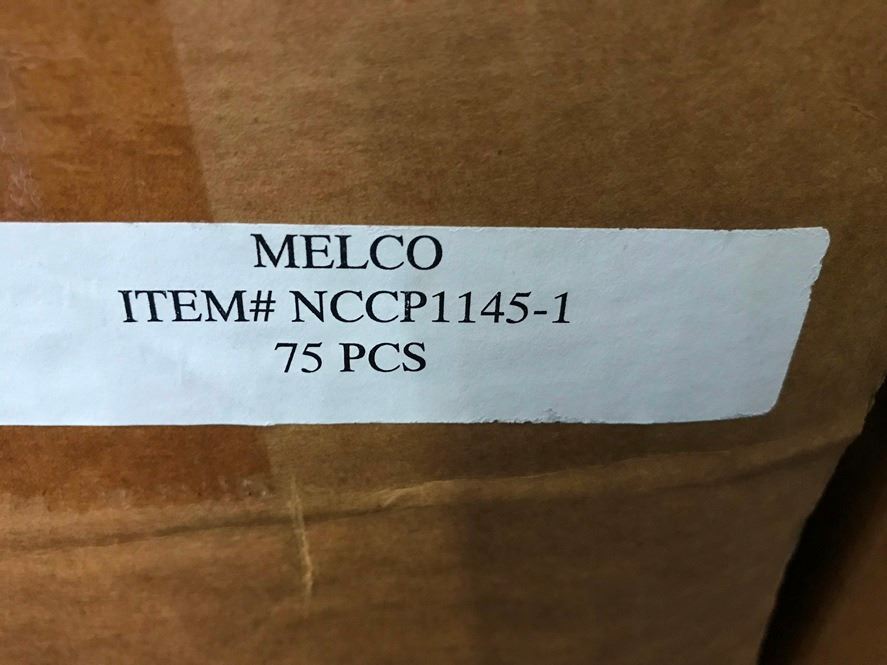 MELCO
ITEM# NCCP1145-1
75 PCS